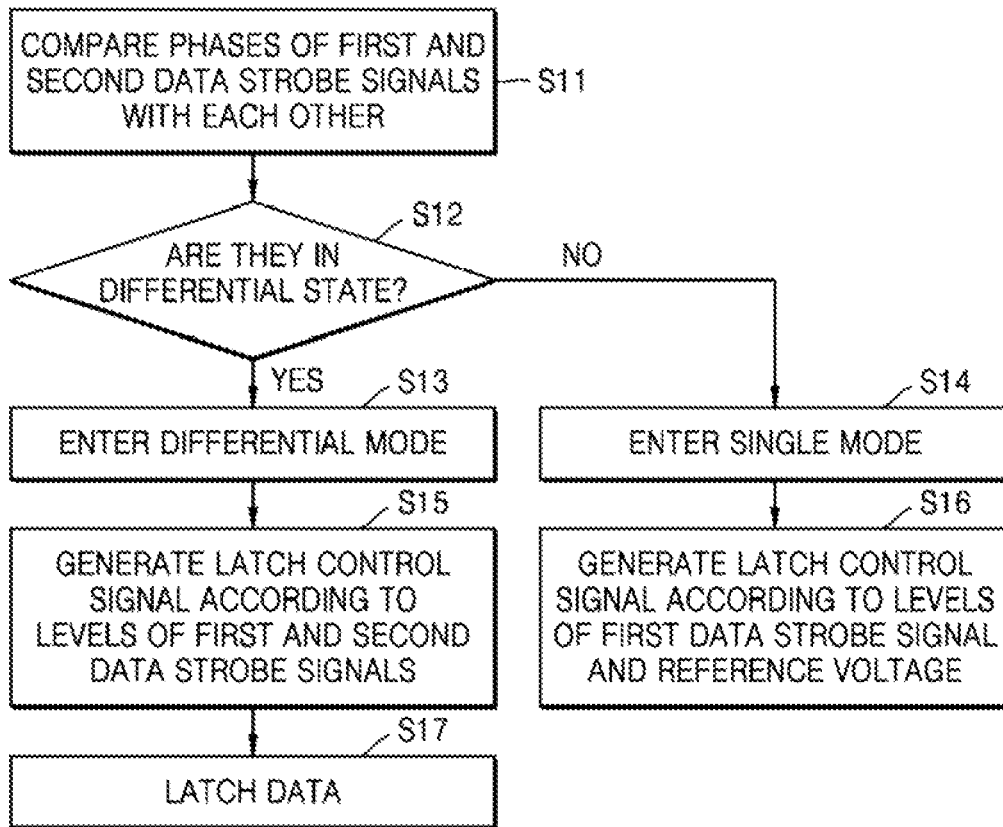 COMPARE PHASES OF FIRST AND
SECOND DATA STROBE SIGNALS
WITH EACH OTHER
S11
S12
ARE THEY IN
DIFFERENTIAL STATE?
NO
YES
S13
ENTER DIFFERENTIAL MODE
S14
ENTER SINGLE MODE
S15
GENERATE LATCH CONTROL
SIGNAL ACCORDING TO
LEVELS OF FIRST AND SECOND
DATA STROBE SIGNALS
S16
GENERATE LATCH CONTROL
SIGNAL ACCORDING TO LEVELS
OF FIRST DATA STROBE SIGNAL
AND REFERENCE VOLTAGE
S17
LATCH DATA